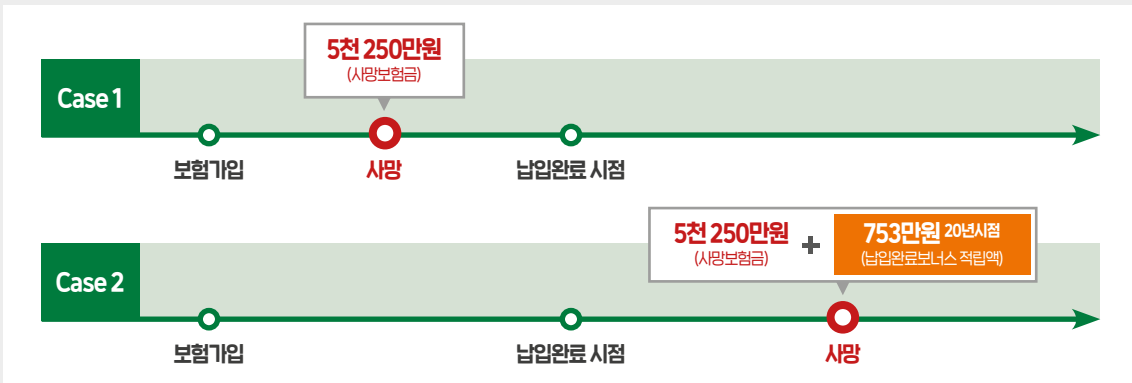 5천 250만원
(사망보험금)
Case 1
보험가입
사망
납입완료 시점
5천 250만원
(사망보험금)
+
753만원 20년시점
(납입완료보너스 적립액)
Case 2
보험가입
납입완료 시점
사망